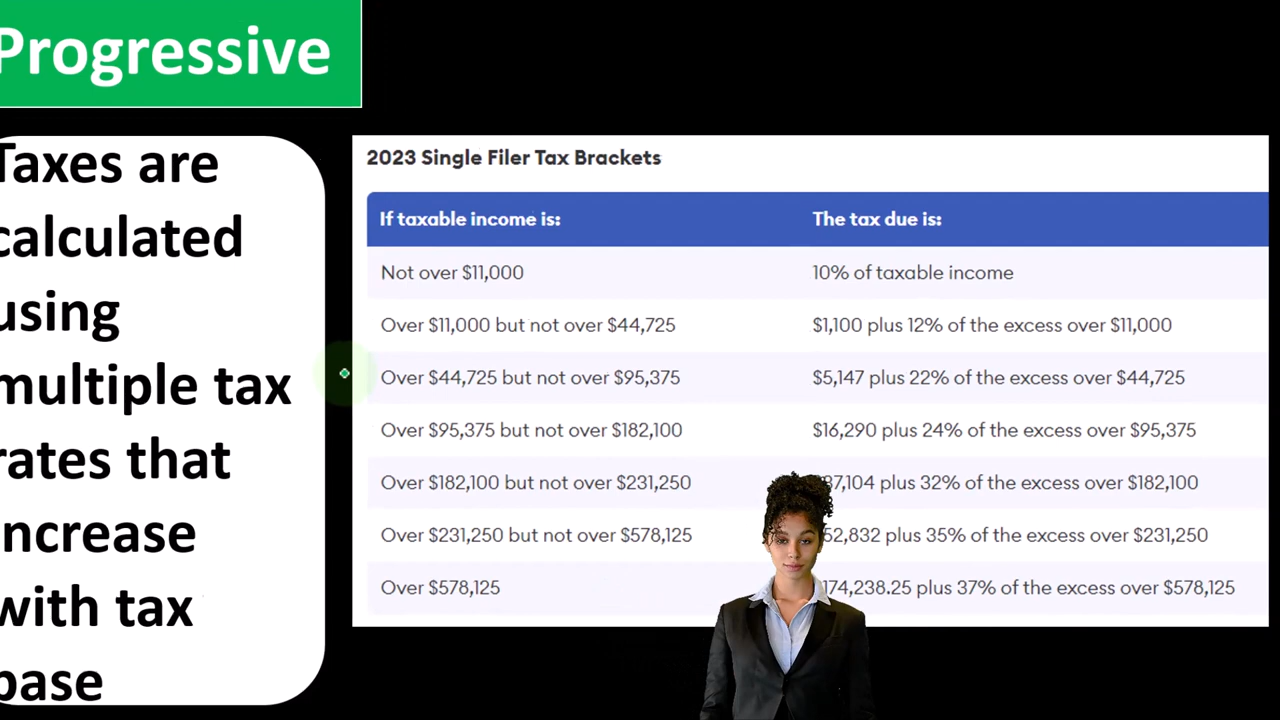 Progressive
Taxes are
calculated
using
multiple tax
rates that
increase
with tax
base
2023 Single Filer Tax Brackets
If taxable income is: The tax due is:
Not over $11,000 10% of taxable income
Over $11,000 but not over $44,725 $1,100 plus 12% of the excess over $11,000
Over $44,725 but not over $95,375 $5,147 plus 22% of the excess over $44,725
Over $95,375 but not over $182,100 $16,290 plus 24% of the excess over $95,375
Over $182,100 but not over $231,250 plus 32% of the excess over $182,100
Over $231,250 but not over $578,125 plus 35% of the excess over $231,250
Over $578,125 174,238.25 plus 37% of the excess over $578,125